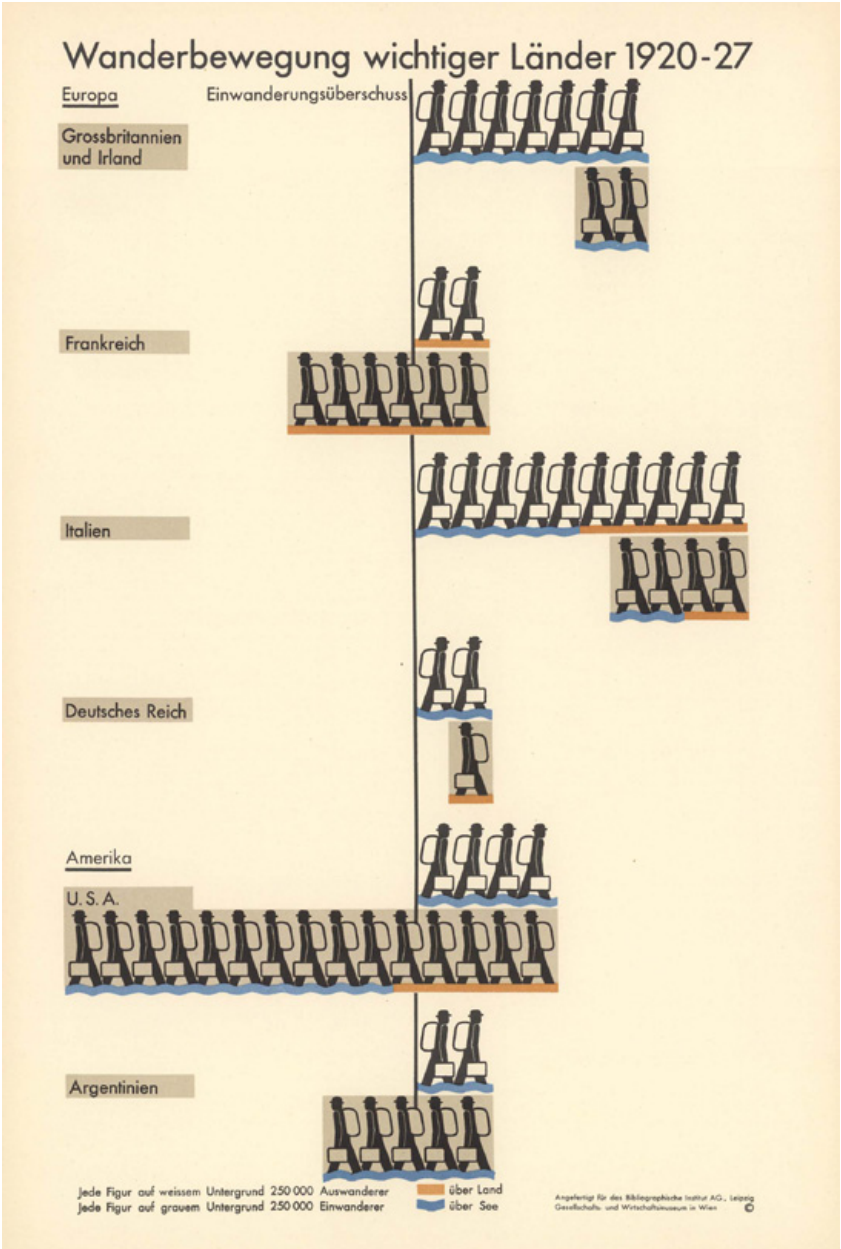 Wanderbewegung wichtiger Länder 1920-27
Europa
Einwanderungsüberschuss
Grossbritannien
und Irland
Frankreich
Italien
Deutsches Reich
Amerika
U.S.A.
Argentinien
Jede Figur auf weissem Untergrund 250 000 Auswanderer
Jede Figur auf grauem Untergrund 250 000 Einwanderer
über Land
über See
Angefertigt für das Bibliographische Institut AG., Leipzig
Gesellschafts- und Wirtschaftsmuseum in Wien ©